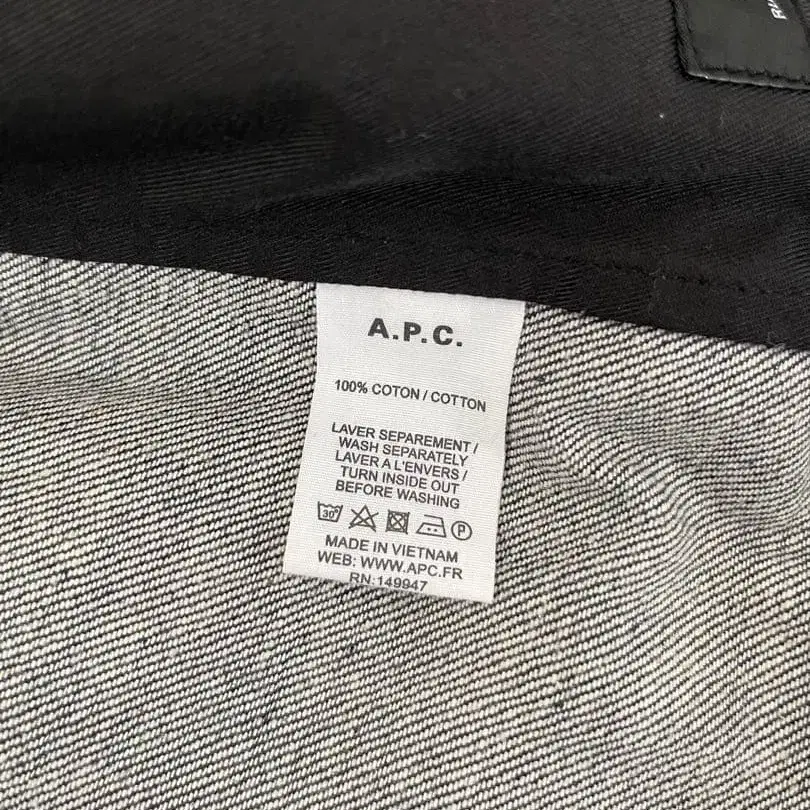 A.P.C.
100% COTON / COTTON
LAVER SEPAREMENT /
WASH SEPARATELY
LAVER A L'ENVERS /
TURN INSIDE OUT
BEFORE WASHING
30°
P
MADE IN VIETNAM
WEB: WWW.APC.FR
RN:149947